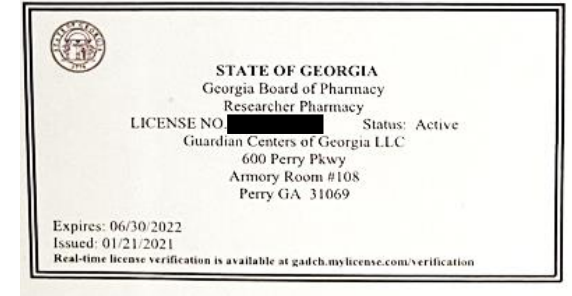 STATE OF GEORGIA
Georgia Board of Pharmacy
Researcher Pharmacy
LICENSE NO. Status: Active
Guardian Centers of Georgia LLC
600 Perry Pkwy
Armory Room #108
Perry GA 31069
Expires: 06/30/2022
Issued: 01/21/2021
Real-time license verification is available at gadch.mylicense.com/verification